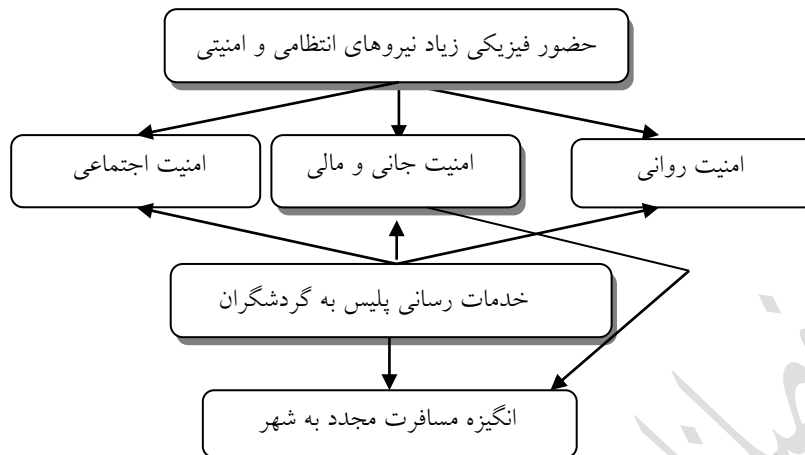 حضور فیزیکی زیاد نیروهای انتظامی و امنیتی
امنیت روانی
امنیت جانی و مالی
امنیت اجتماعی
خدمات رسانی پلیس به گردشگران
انگیزه مسافرت مجدد به شهر